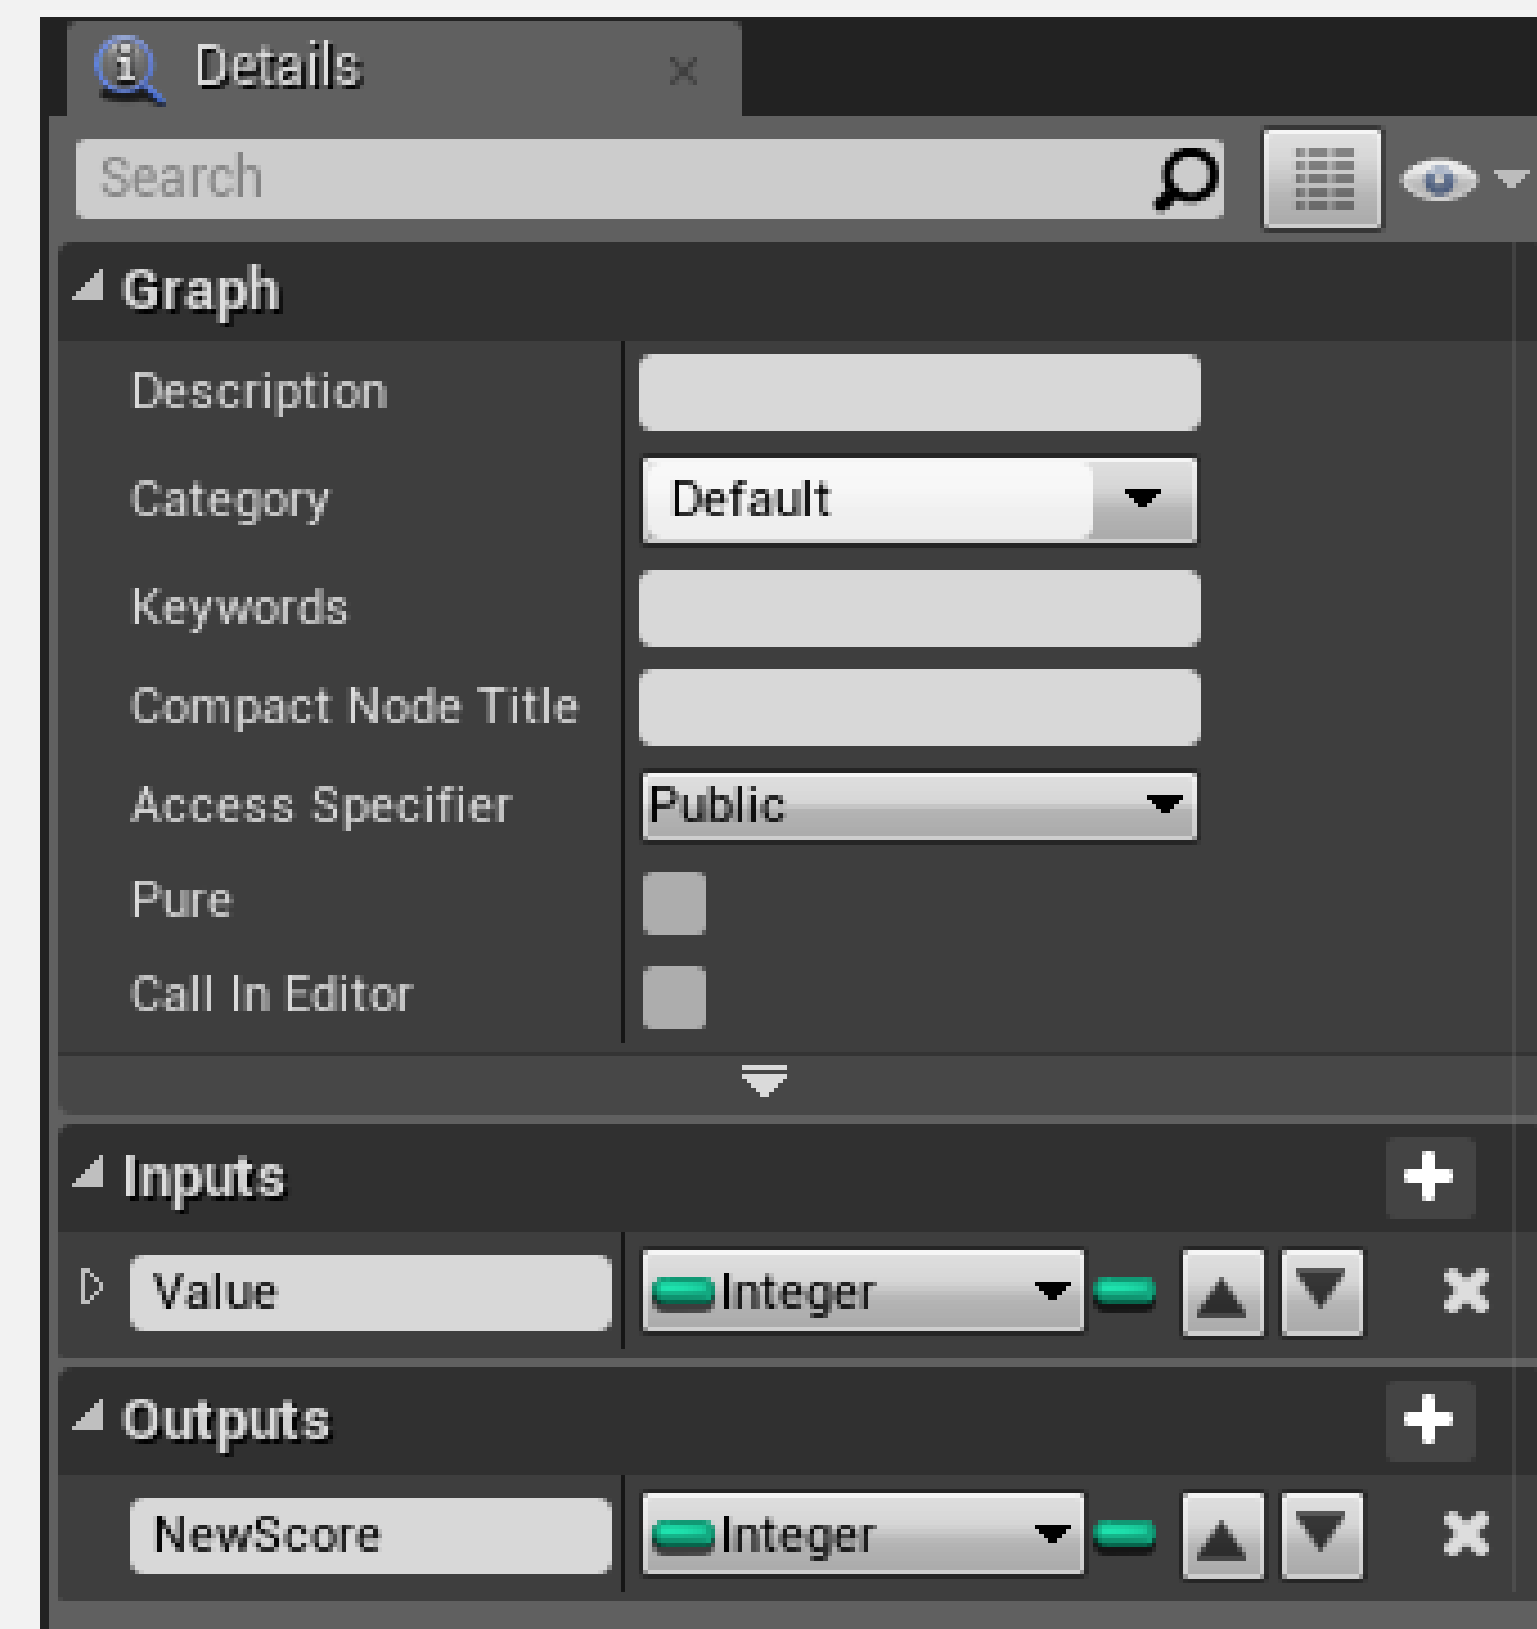 Details
Search
Graph
Description
Category Default
Keywords
Compact Node Title
Access Specifier Public
Pure
Call In Editor
Inputs
Value Integer
Outputs
NewScore Integer